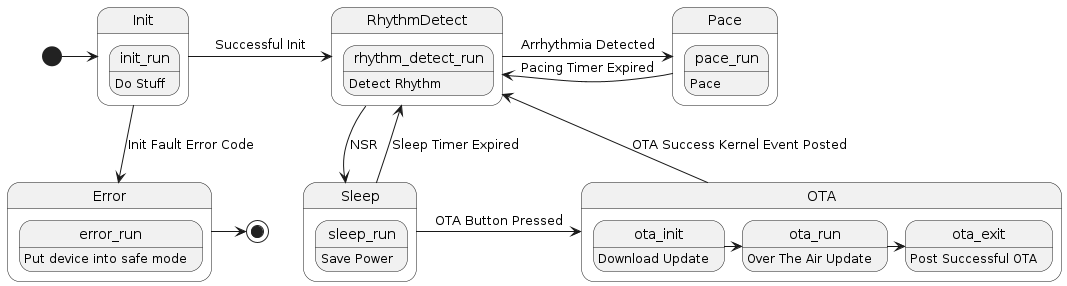 Init
RhythmDetect
Pace
init_run
Do Stuff
Successful Init
rhythm_detect_run
Detect Rhythm
Arrhythmia Detected
Pacing Timer Expired
pace_run
Pace
Init Fault Error Code
NSR
Sleep Timer Expired
OTA Success Kernel Event Posted
Error
Sleep
OTA
error_run
Put device into safe mode
sleep_run
Save Power
OTA Button Pressed
ota_init
Download Update
ota_run
Over The Air Update
ota_exit
Post Successful OTA